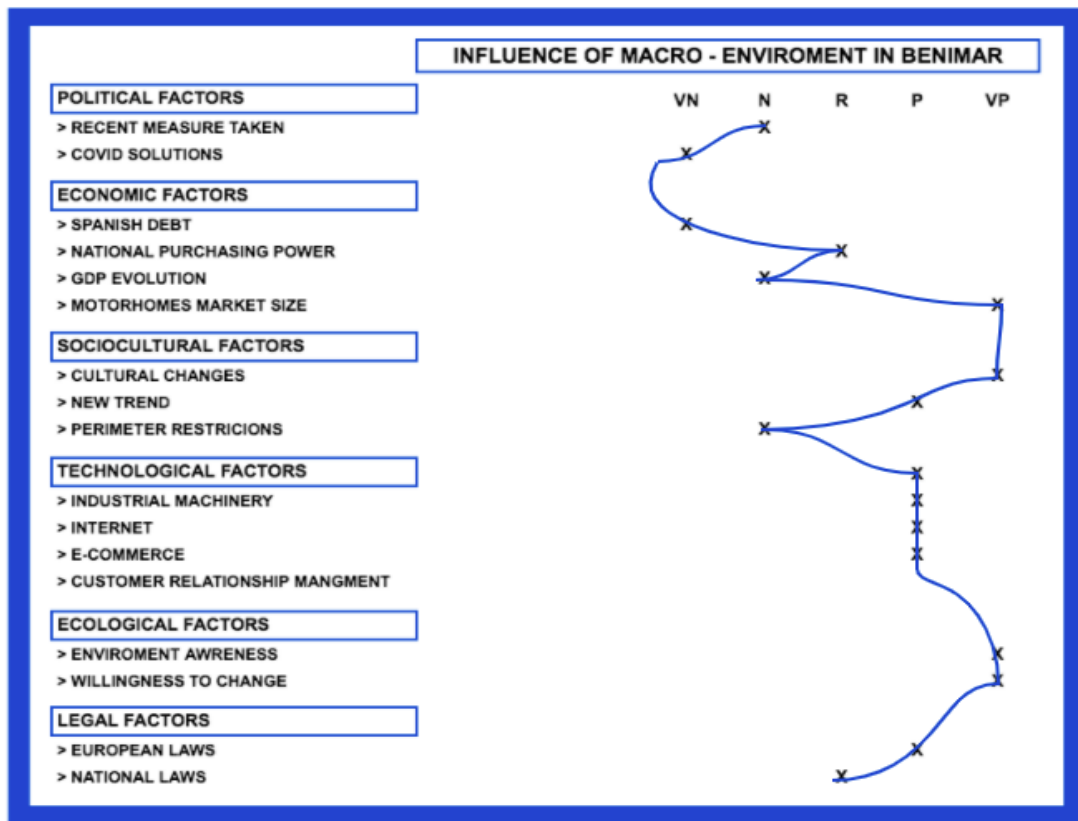 INFLUENCE OF MACRO - ENVIROMENT IN BENIMAR
POLITICAL FACTORS VN N R P VP
> RECENT MEASURE TAKEN X
> COVID SOLUTIONS X
ECONOMIC FACTORS
> SPANISH DEBT X
> NATIONAL PURCHASING POWER X
> GDP EVOLUTION X
> MOTORHOMES MARKET SIZE X
SOCIOCULTURAL FACTORS
> CULTURAL CHANGES X
> NEW TREND X
> PERIMETER RESTRICIONS X
TECHNOLOGICAL FACTORS X
> INDUSTRIAL MACHINERY X
> INTERNET X
> E-COMMERCE X
> CUSTOMER RELATIONSHIP MANGMENT
ECOLOGICAL FACTORS
> ENVIROMENT AWRENESS X
> WILLINGNESS TO CHANGE X
LEGAL FACTORS
> EUROPEAN LAWS X
> NATIONAL LAWS X